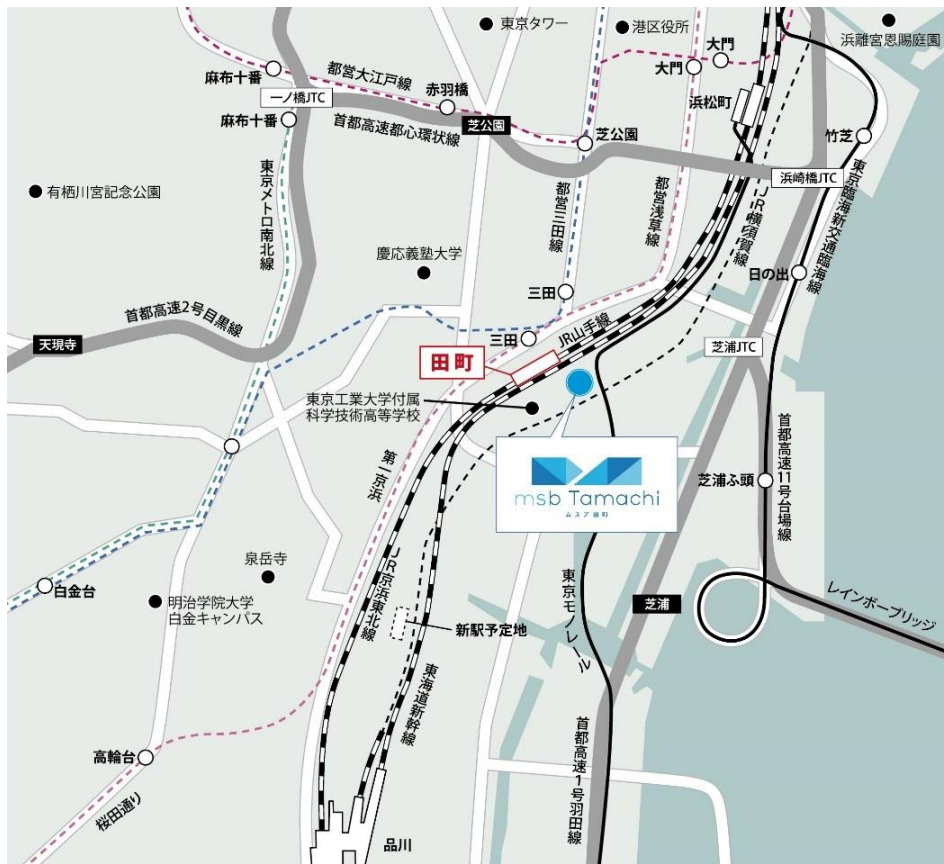 東京タワー
港区役所
浜離宮恩賜庭園
大門
大門
麻布十番
都営大江戸線
一ノ橋JTC
赤羽橋
浜松町
麻布十番
首都高速都心環状線
芝公園
芝公園
竹芝
浜崎橋JTC
有栖川宮記念公園
東京メトロ南北線
都営三田線
都営浅草線
JR横須賀線
東京臨海新交通臨海線
慶応義塾大学
日の出
三田
首都高速2号目黒線
天現寺
三田
JR山手線
芝浦JTC
田町
東京工業大学付属
科学技術高等学校
第一京浜
msb Tamachi
ムスブ田町
芝浦ふ頭
首都高速11号台場線
泉岳寺
白金台
明治学院大学
白金キャンパス
JR京浜東北線
新駅予定地
東京モノレール
芝浦
レインボーブリッジ
東海道新幹線
高輪台
桜田通り
首都高速1号羽田線
品川